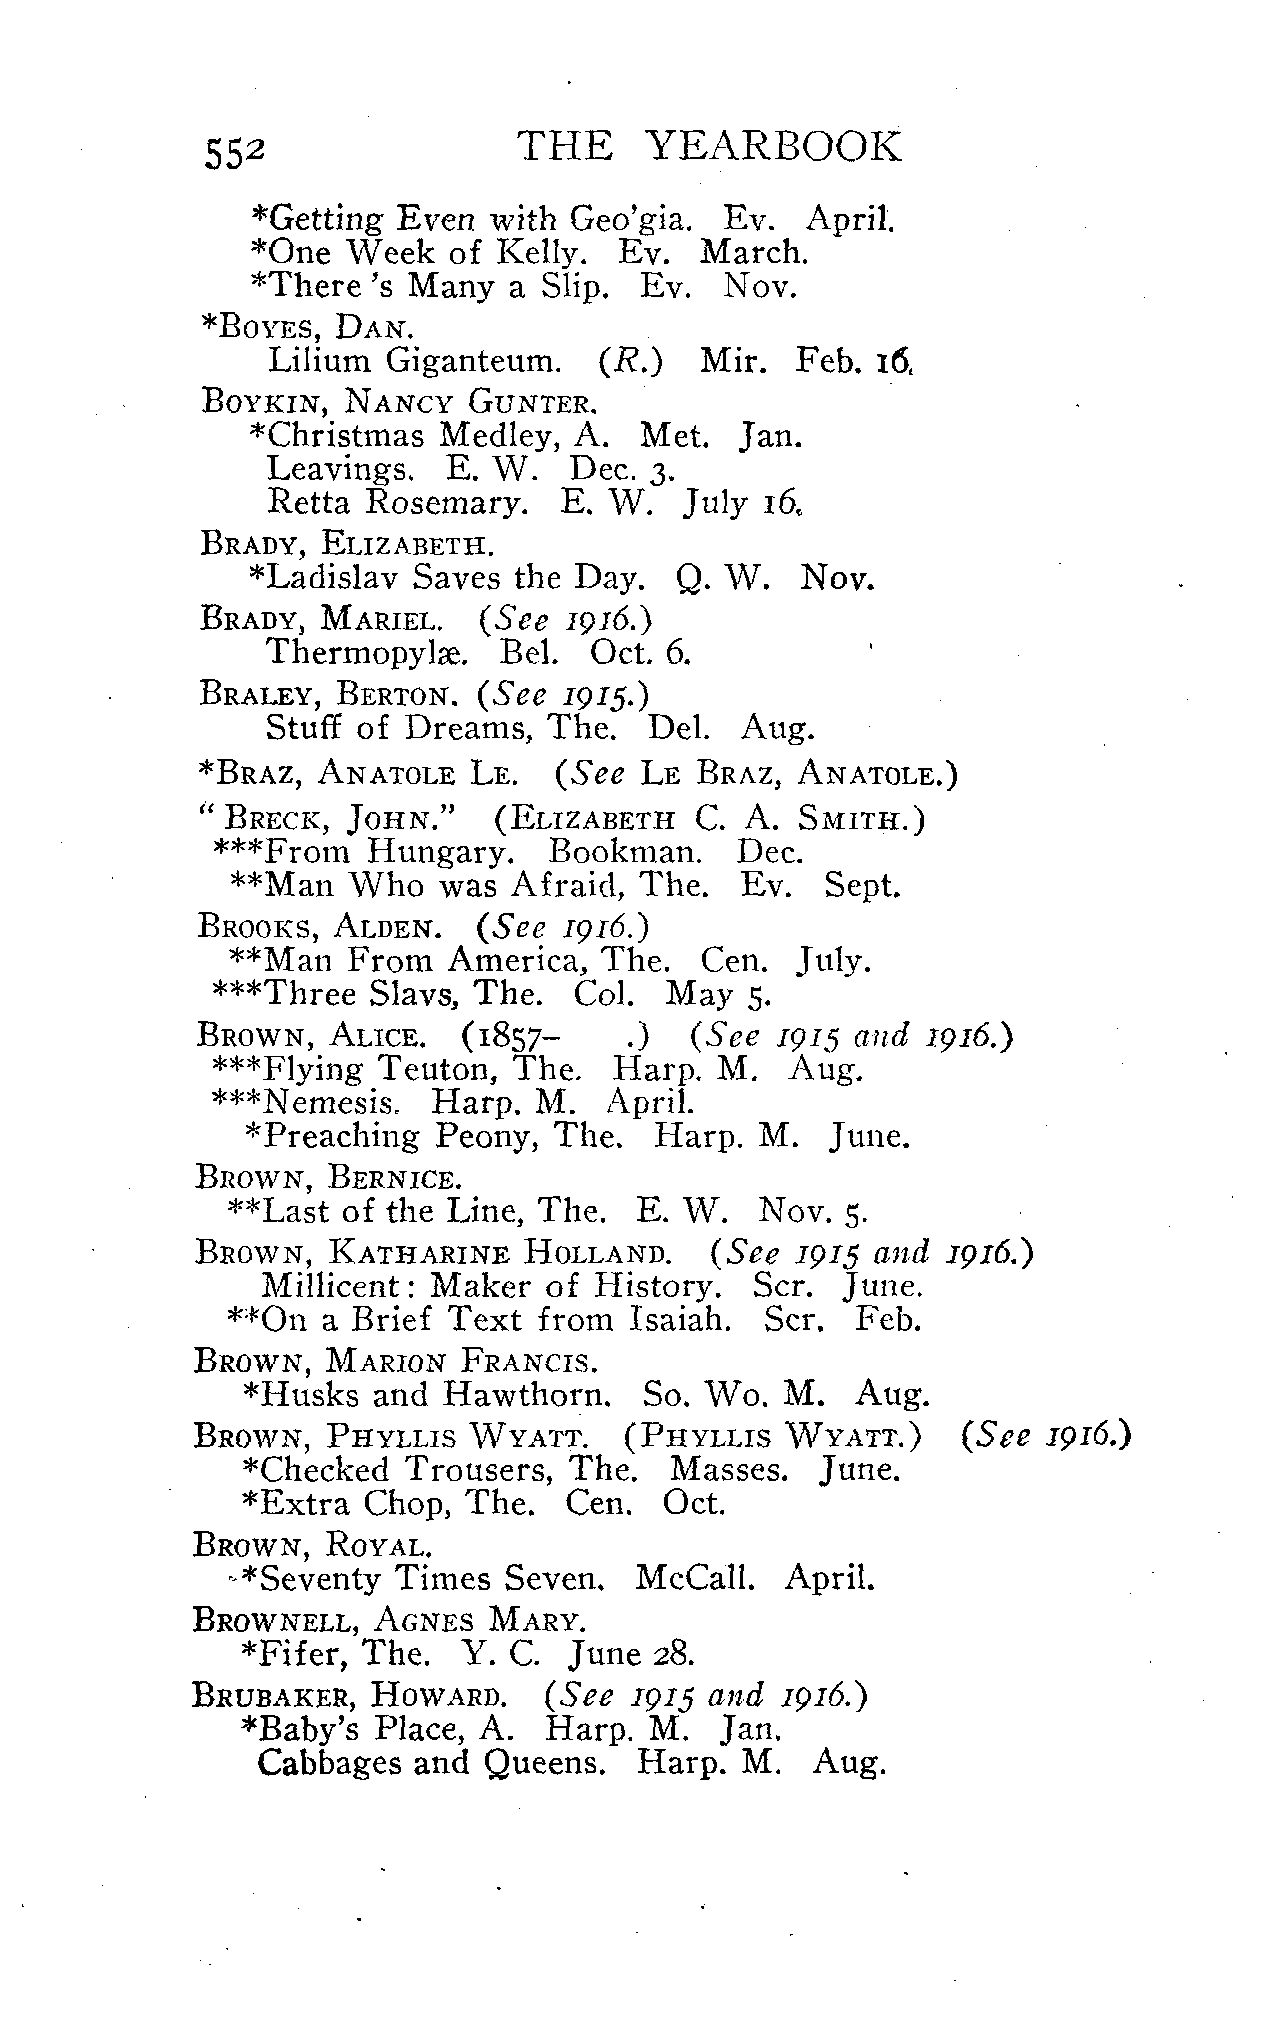 552 THE YEARBOOK
*Getting Even with Geo'gia. Ev. April.
*One Week of Kelly. Ev. March.
*There 's Many a Slip. Ev. Nov.
*BOYES, DAN.
Lilium Giganteum. (R.) Mir. Feb. 16.
BOYKIN, NANCY GUNTER.
*Christmas Medley, A. Met. Jan.
Leavings. E. W. Dec. 3.
Retta Rosemary. E. W. July 16.
BRADY, ELIZABETH.
*Ladislav Saves the Day. Q. W. Nov.
BRADY, MARIEL. (See 1916.)
Thermopylæ. Bel. Oct. 6.
BRALEY, BERTON. (See 1915.)
Stuff of Dreams, The. Del. Aug.
*BRAZ, ANATOLE LE. (See LE BRAZ, ANATOLE.)
" BRECK, JOHN." (ELIZABETH C. A. SMITH.)
***From Hungary. Bookman. Dec.
**Man Who was Afraid, The. Ev. Sept.
BROOKS, ALDEN. (See 1916.)
**Man From America, The. Cen. July.
***Three Slavs, The. Col. May 5.
BROWN, ALICE. (1857– .) (See 1915 and 1916.)
***Flying Teuton, The. Harp. M. Aug.
***Nemesis. Harp. M. April.
*Preaching Peony, The. Harp. M. June.
BROWN, BERNICE.
**Last of the Line, The. E. W. Nov. 5.
BROWN, KATHARINE HOLLAND. (See 1915 and 1916.)
Millicent: Maker of History. Scr. June.
**On a Brief Text from Isaiah. Scr. Feb.
BROWN, MARION FRANCIS.
*Husks and Hawthorn. So. Wo. M. Aug.
BROWN, PHYLLIS WYATT. (PHYLLIS WYATT.) (See 1916.)
*Checked Trousers, The. Masses. June.
*Extra Chop, The. Cen. Oct.
BROWN, ROYAL.
*Seventy Times Seven. McCall. April.
BROWNELL, AGNES MARY.
*Fifer, The. Y. C. June 28.
BRUBAKER, HOWARD. (See 1915 and 1916.)
*Baby's Place, A. Harp. M. Jan.
Cabbages and Queens. Harp. M. Aug.